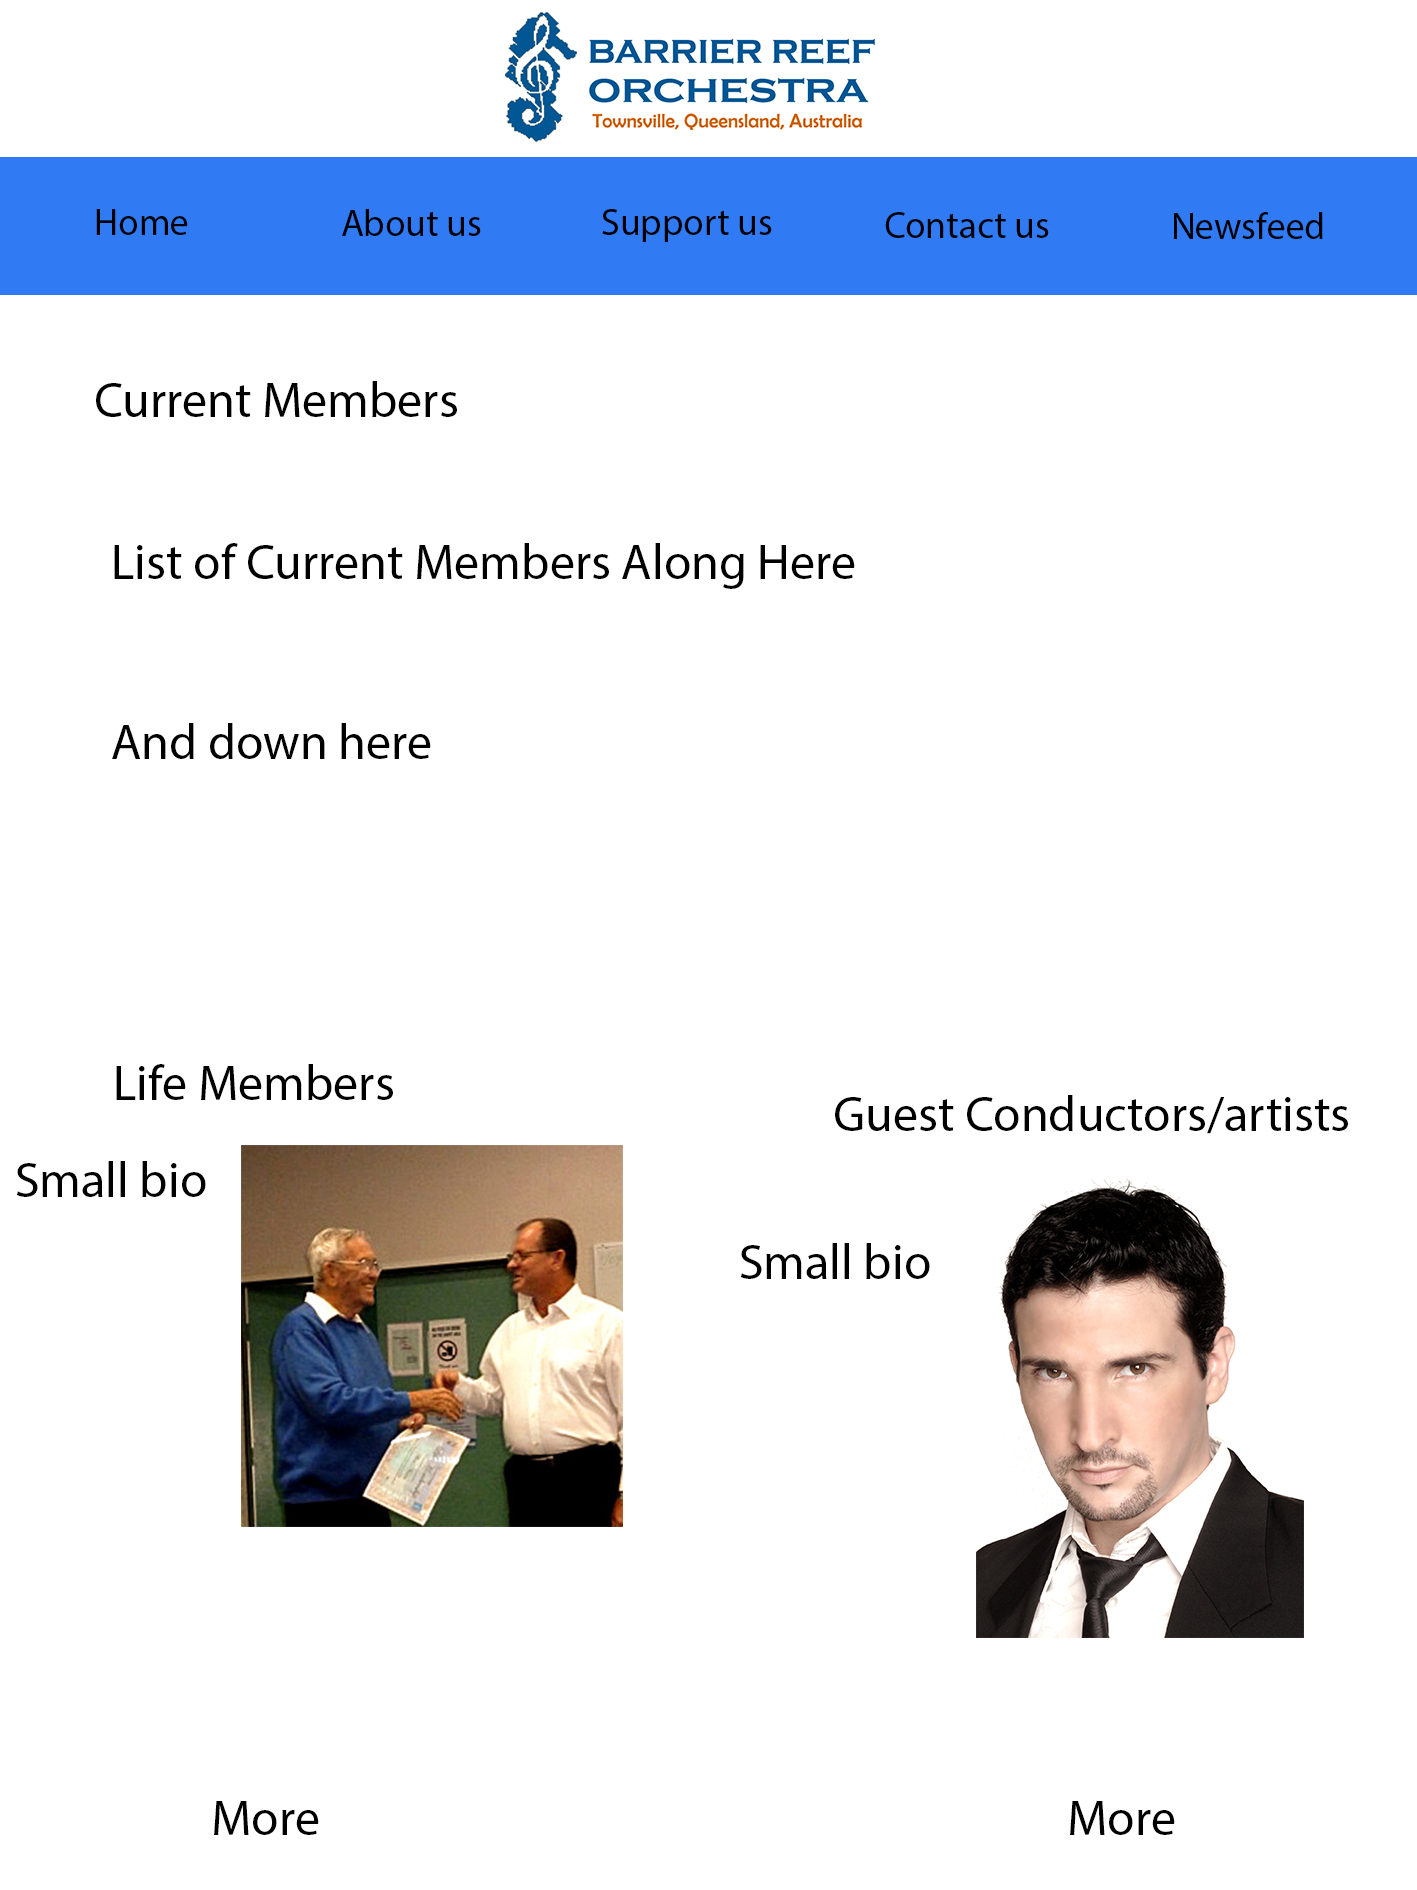 BARRIER REEF
ORCHESTRA
Townsville, Queensland, Australia
Home About us Support us Contact us Newsfeed
Current Members
List of Current Members Along Here
And down here
Life Members
Small bio
Guest Conductors/artists
Small bio
More
More